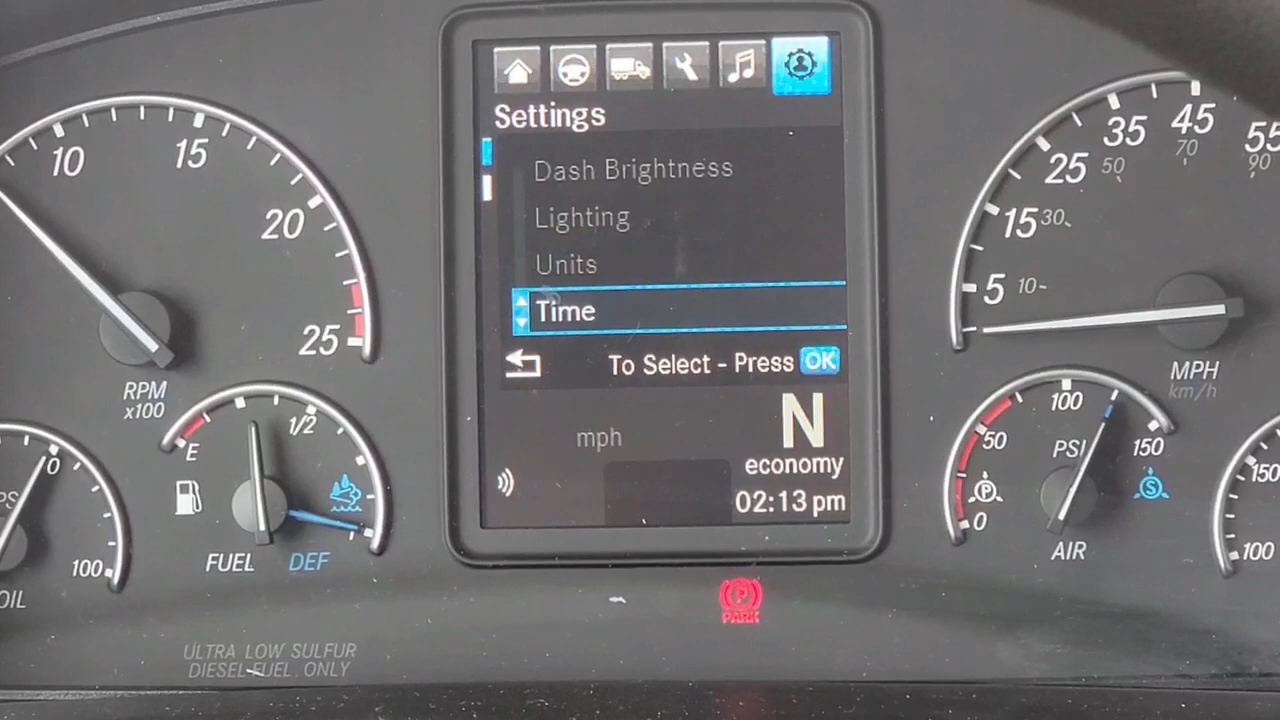 Settings
Dash Brightness
Lighting
Units
Time
To Select - Press OK
mph
N
economy
02:13 pm
10
15
20
25
RPM
x100
E
1/2
FUEL
DEF
0
100
OIL
ULTRA LOW SULFUR
DIESEL FUEL ONLY
5
15
25
35
45
55
10
30
50
70
90
MPH
km/h
0
50
100
150
PSI
P
S
AIR
150
100
P
PARK